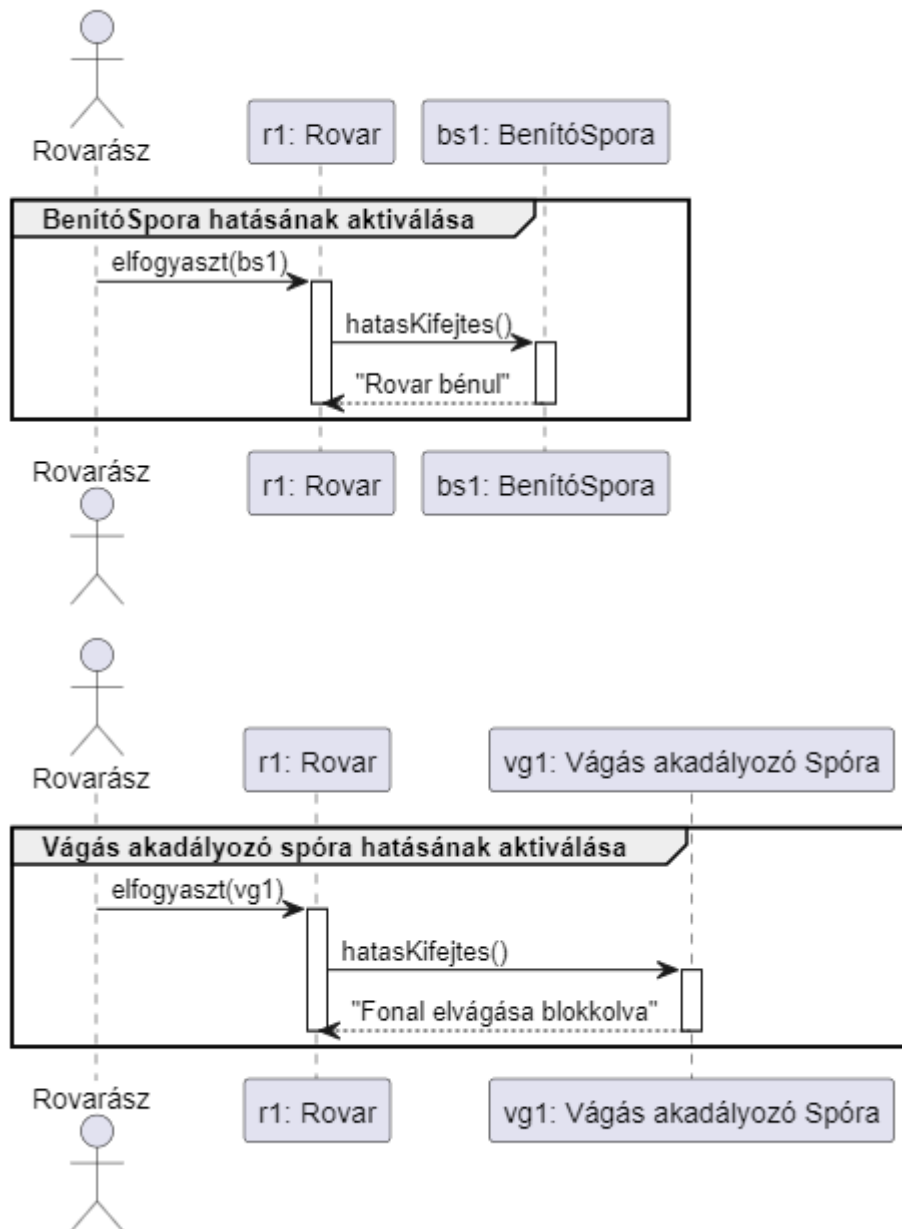 Rovarász
r1: Rovar
bs1: BenítóSpora
BenítóSpora hatásának aktiválása
elfogyaszt(bs1)
hatasKifejtes()
"Rovar bénul"
Rovarász
r1: Rovar
bs1: BenítóSpora
Rovarász
r1: Rovar
vg1: Vágás akadályozó Spóra
Vágás akadályozó spóra hatásának aktiválása
elfogyaszt(vg1)
hatasKifejtes()
"Fonal elvágása blokkolva"
Rovarász
r1: Rovar
vg1: Vágás akadályozó Spóra